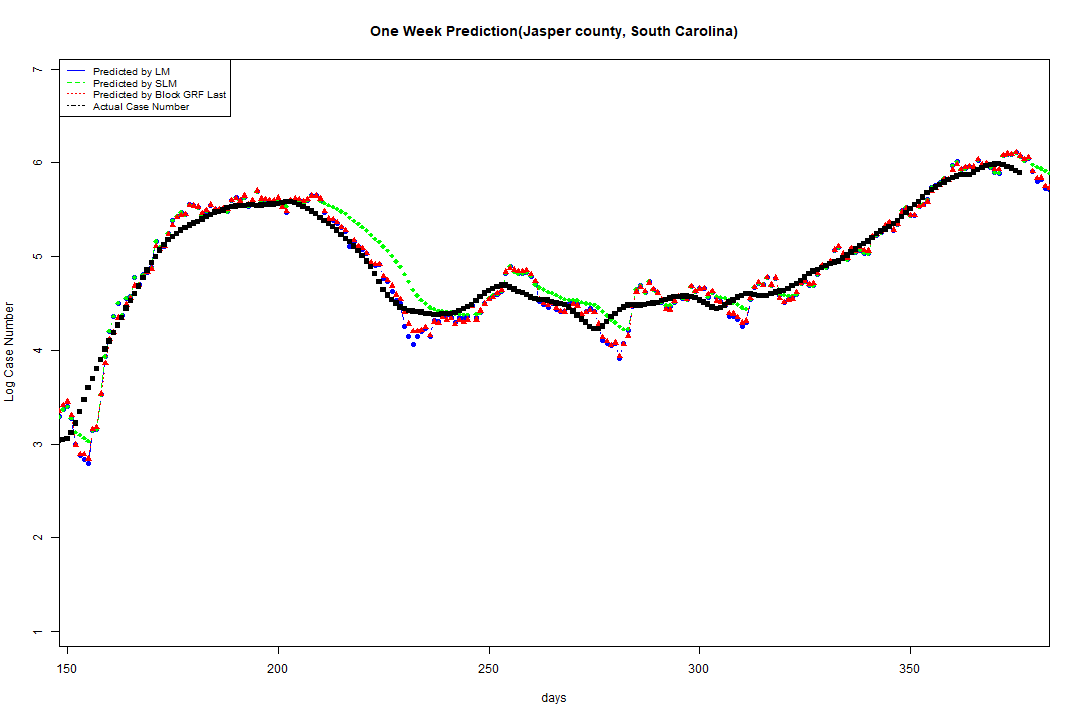 One Week Prediction(Jasper county, South Carolina)
Predicted by LM
Predicted by SLM
Predicted by Block GRF Last
Actual Case Number
7
6
5
4
3
2
1
Log Case Number
150 200 250 300 350
days